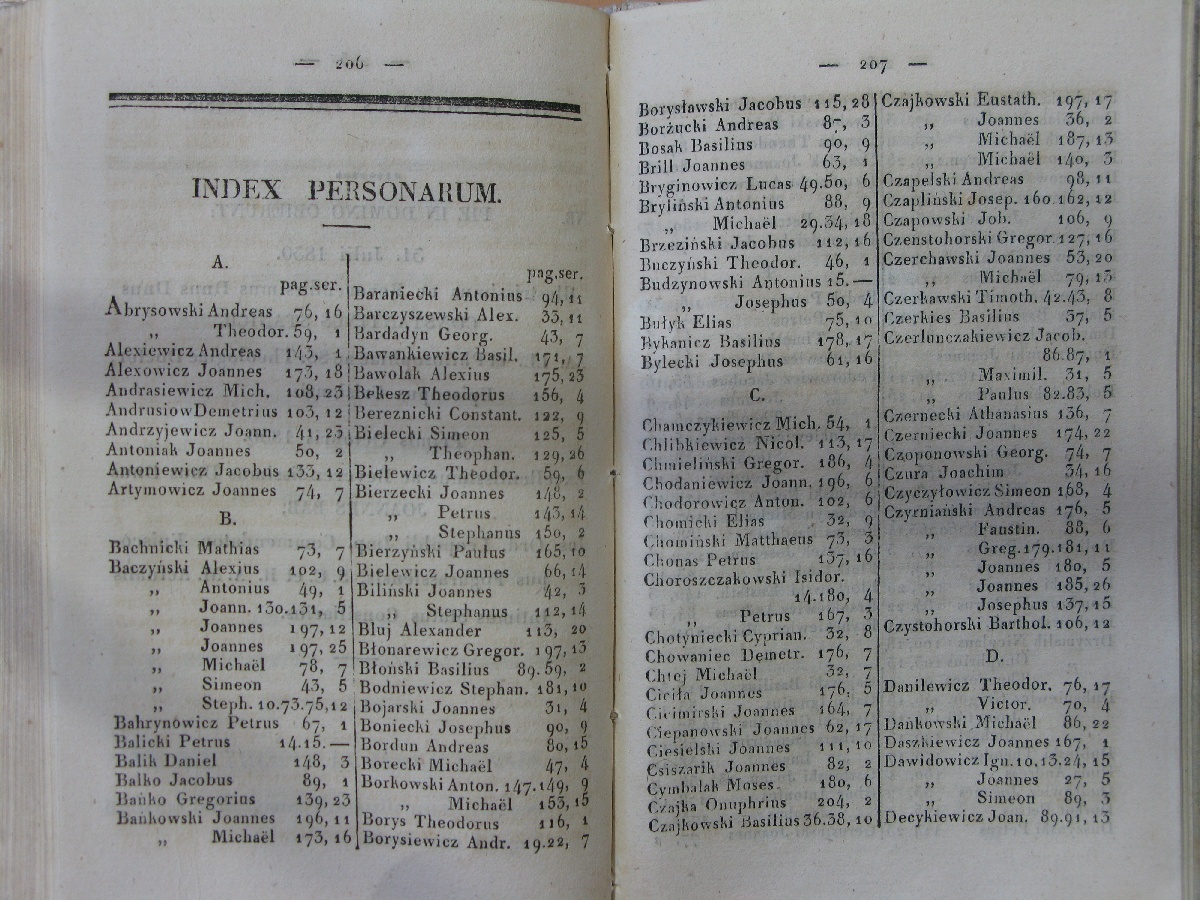 — 206 —
INDEX PERSONARUM.
A.
pag.ser.
Abrysowski Andreas 76, 16
„ Theodor. 59, 1
Alexiewicz Andreas 143, 1
Alexowicz Joannes 173, 18
Andrasiewicz Mich. 108, 23
AndrusiowDemetrius 103, 12
Andrzyjewicz Joann. 41, 23
Antoniak Joannes 50, 2
Antoniewicz Jacobus 133, 12
Artymowicz Joannes 74, 7
B.
Bachnicki Mathias 73, 7
Baczyński Alexius 102, 9
„ Antonius 49, 1
„ Joann. 130.131, 5
„ Joannes 197, 12
„ Joannes 197, 25
„ Michaël 78, 7
„ Simeon 43, 5
„ Steph. 10.73.75, 12
Bahrynowicz Petrus 67, 1
Balicki Petrus 14.15. —
Balik Daniel 148, 3
Balko Jacobus 89, 1
Bańko Gregorius 139, 23
Bańkowski Joannes 196, 11
„ Michaël 173, 16
pag.ser.
Baraniecki Antonius 94, 11
Barczyszewski Alex. 33, 11
Bardadyn Georg. 43, 7
Bawankiewicz Basil. 171, 7
Bawolak Alexius 175, 23
Bekesz Theodorus 156, 4
Bereznicki Constant. 122, 9
Bielecki Simeon 125, 5
„ Theophan. 129, 26
Bielewicz Theodor. 59, 6
Bierzecki Joannes 148, 2
„ Petrus 143, 14
„ Stephanus 150, 2
Bierzyński Paulus 165, 10
Bielewicz Joannes 66, 14
Biliński Joannes 42, 3
„ Stephanus 112, 14
Bluj Alexander 113, 20
Błonarewicz Gregor. 197, 13
Błoński Basilius 89.59, 2
Bodniewicz Stephan. 181, 10
Bojarski Joannes 31, 4
Boniecki Josephus 90, 9
Bordun Andreas 80, 15
Borecki Michaël 47, 4
Borkowski Anton. 147.149, 9
„ Michaël 153, 15
Borys Theodorus 116, 1
Borysiewicz Andr. 19.22, 7
— 207 —
Borysławski Jacobus 115, 28
Borżucki Andreas 87, 3
Bosak Basilius 90, 9
Brill Joannes 63, 1
Bryginowicz Lucas 49.50, 6
Bryliński Antonius 88, 9
„ Michaël 29.34, 18
Brzeziński Jacobus 112, 16
Buczyński Theodor. 46, 1
Budzynowski Antonius 15. —
„ Josephus 50, 4
Bułyk Elias 75, 10
Bykanicz Basilius 178, 17
Bylecki Josephus 61, 16
C.
Chamczykiewicz Mich. 54, 1
Chlibkiewicz Nicol. 113, 17
Chmieliński Gregor. 186, 4
Chodaniewicz Joann. 196, 6
Chodorowicz Anton. 102, 6
Chomicki Elias 32, 9
Chomiński Matthaeus 73, 3
Chonas Petrus 137, 16
Choroszczakowski Isidor.
14.180, 4
„ Petrus 167, 3
Chotyniecki Cyprian. 32, 8
Chowaniec Demetr. 176, 7
Chtej Michaël 32, 7
Ciciła Joannes 176, 5
Cicimirski Joannes 164, 7
Ciepanowski Joannes 62, 17
Ciesielski Joannes 111, 10
Csiszarik Joannes 82, 2
Cymbalak Moses 180, 6
Czajka Onuphrius 204, 2
Czajkowski Basilius 36.38, 10
Czajkowski Eustath. 197, 17
„ Joannes 36, 2
„ Michaël 187, 13
„ Michaël 140, 3
Czapelski Andreas 98, 11
Czapliński Josep. 160.162, 12
Czapowski Job. 106, 9
Czenstohorski Gregor. 127, 16
Czerchawski Joannes 53, 20
„ Michaël 79, 13
Czerkawski Timoth. 42.43, 8
Czerkies Basilius 37, 5
Czerlunczakiewicz Jacob.
86.87, 1
„ Maximil. 31, 5
„ Paulus 82.83, 5
Czernecki Athanasius 136, 7
Czerniecki Joannes 174, 22
Czoponowski Georg. 74, 7
Czura Joachim 34, 16
Czyczyłowicz Simeon 168, 4
Czyrniański Andreas 176, 5
„ Faustin. 88, 6
„ Greg. 179.181, 11
„ Joannes 180, 5
„ Joannes 185, 26
„ Josephus 137, 15
Czystohorski Barthol. 106, 12
D.
Danilewicz Theodor. 76, 17
„ Victor. 70, 4
Dańkowski Michaël 86, 22
Daszkiewicz Joannes 167, 1
Dawidowicz Ign. 10.13.24, 15
„ Joannes 27, 5
„ Simeon 89, 3
Decykiewicz Joan. 89.91, 13